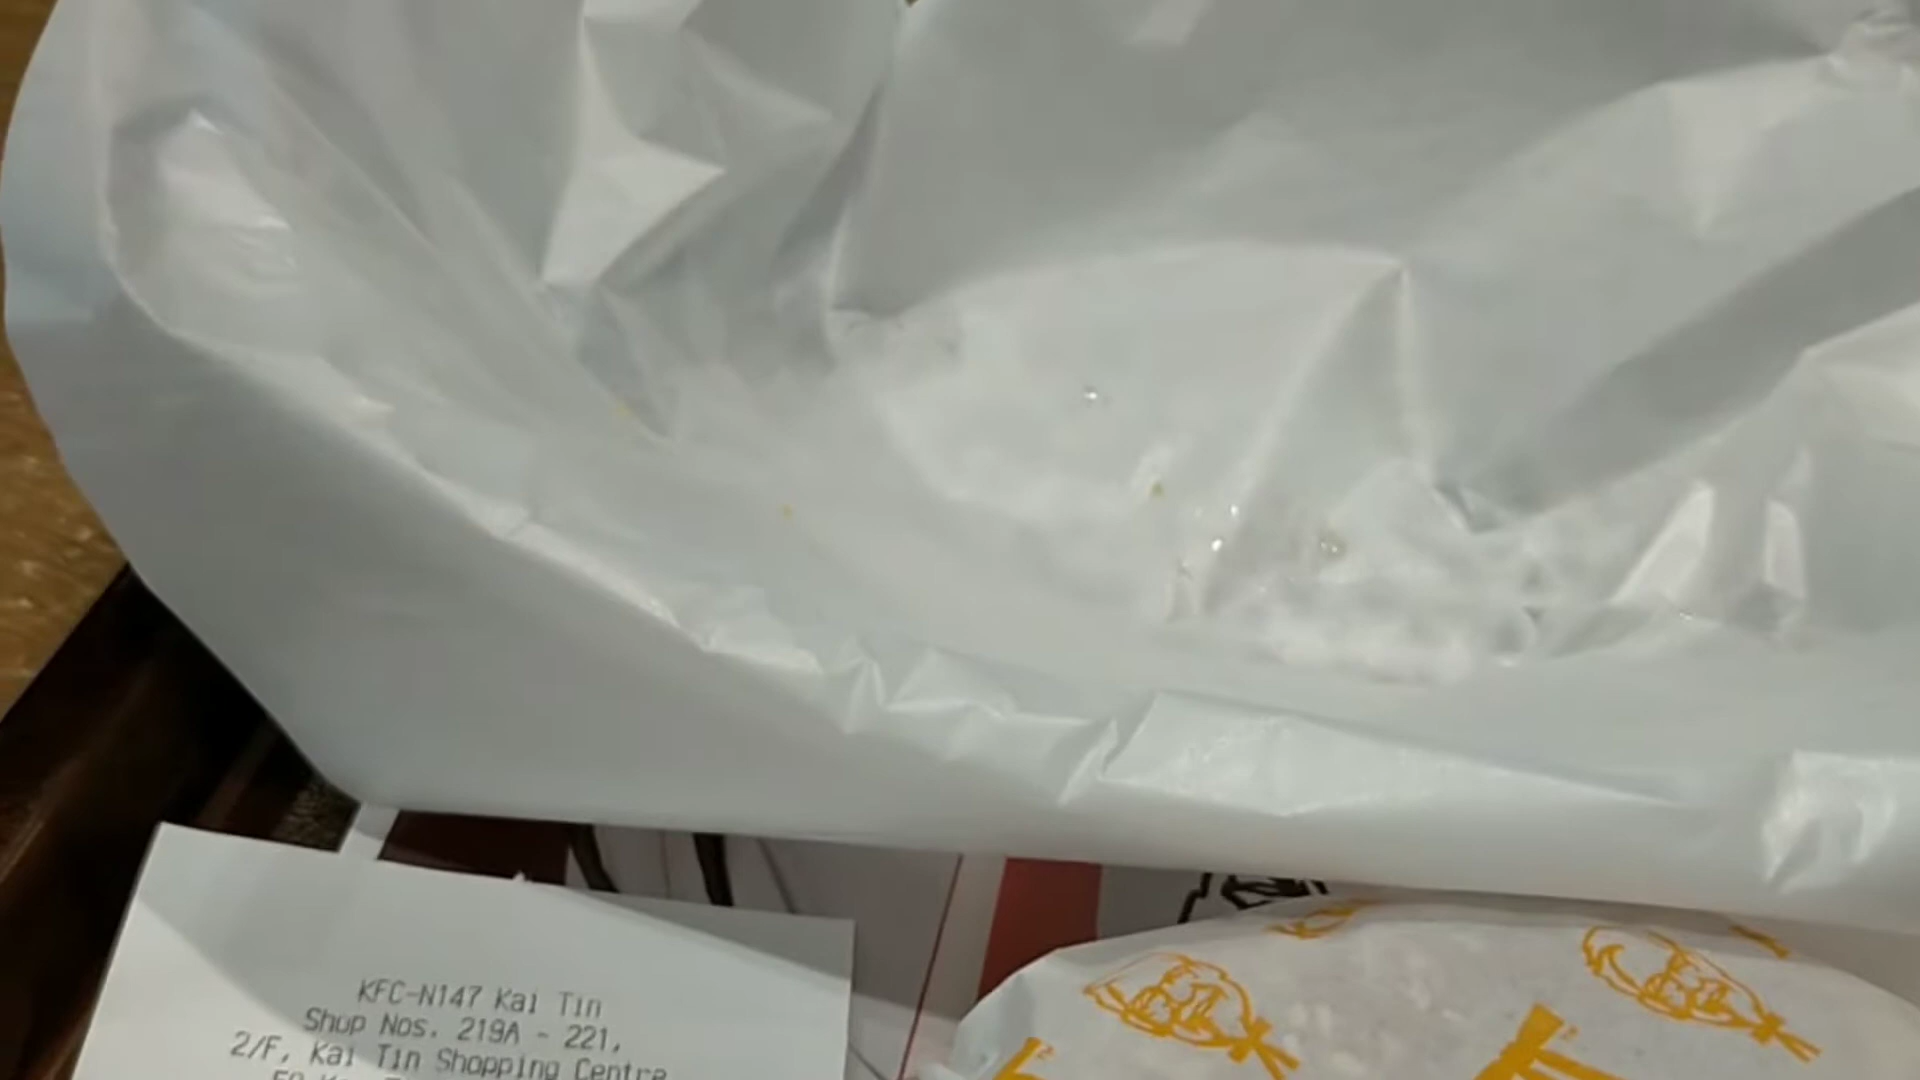 KFC-N147 Kai Tin
Shop Nos. 219A - 221,
2/F, Kai Tin Shopping Centre